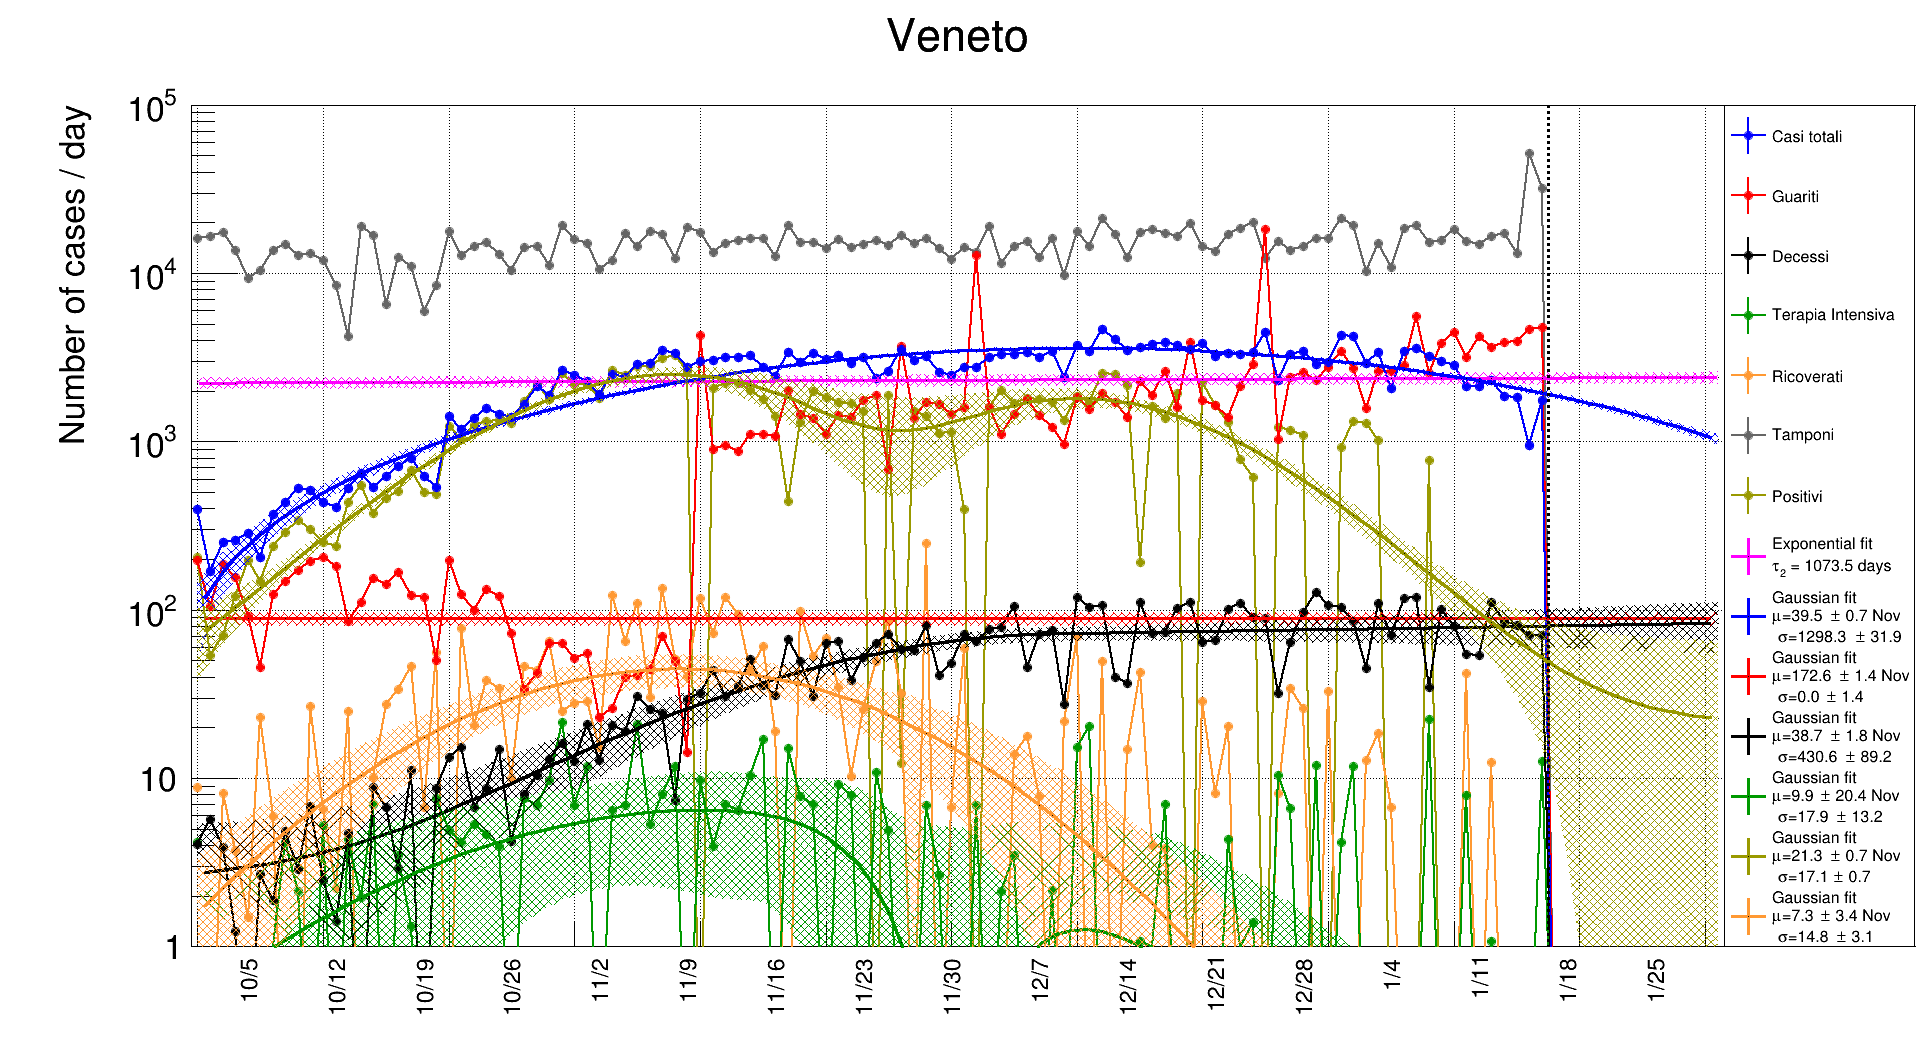 Veneto
Number of cases / day
10^5
10^4
10^3
10^2
10
1
10/5
10/12
10/19
10/26
11/2
11/9
11/16
11/23
11/30
12/7
12/14
12/21
12/28
1/4
1/11
1/18
1/25
Casi totali
Guariti
Decessi
Terapia Intensiva
Ricoverati
Tamponi
Positivi
Exponential fit
τ2 = 1073.5 days
Gaussian fit
μ=39.5 ± 0.7 Nov
σ=1298.3 ± 31.9
Gaussian fit
μ=172.6 ± 1.4 Nov
σ=0.0 ± 1.4
Gaussian fit
μ=38.7 ± 1.8 Nov
σ=430.6 ± 89.2
Gaussian fit
μ=9.9 ± 20.4 Nov
σ=17.9 ± 13.2
Gaussian fit
μ=21.3 ± 0.7 Nov
σ=17.1 ± 0.7
Gaussian fit
μ=7.3 ± 3.4 Nov
σ=14.8 ± 3.1